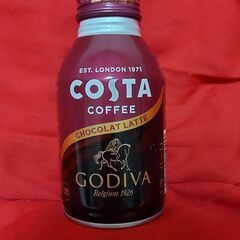 EST. LONDON 1971
COSTA
COFFEE
CHOCOLAT LATTE
GODIVA
Belgium 1926